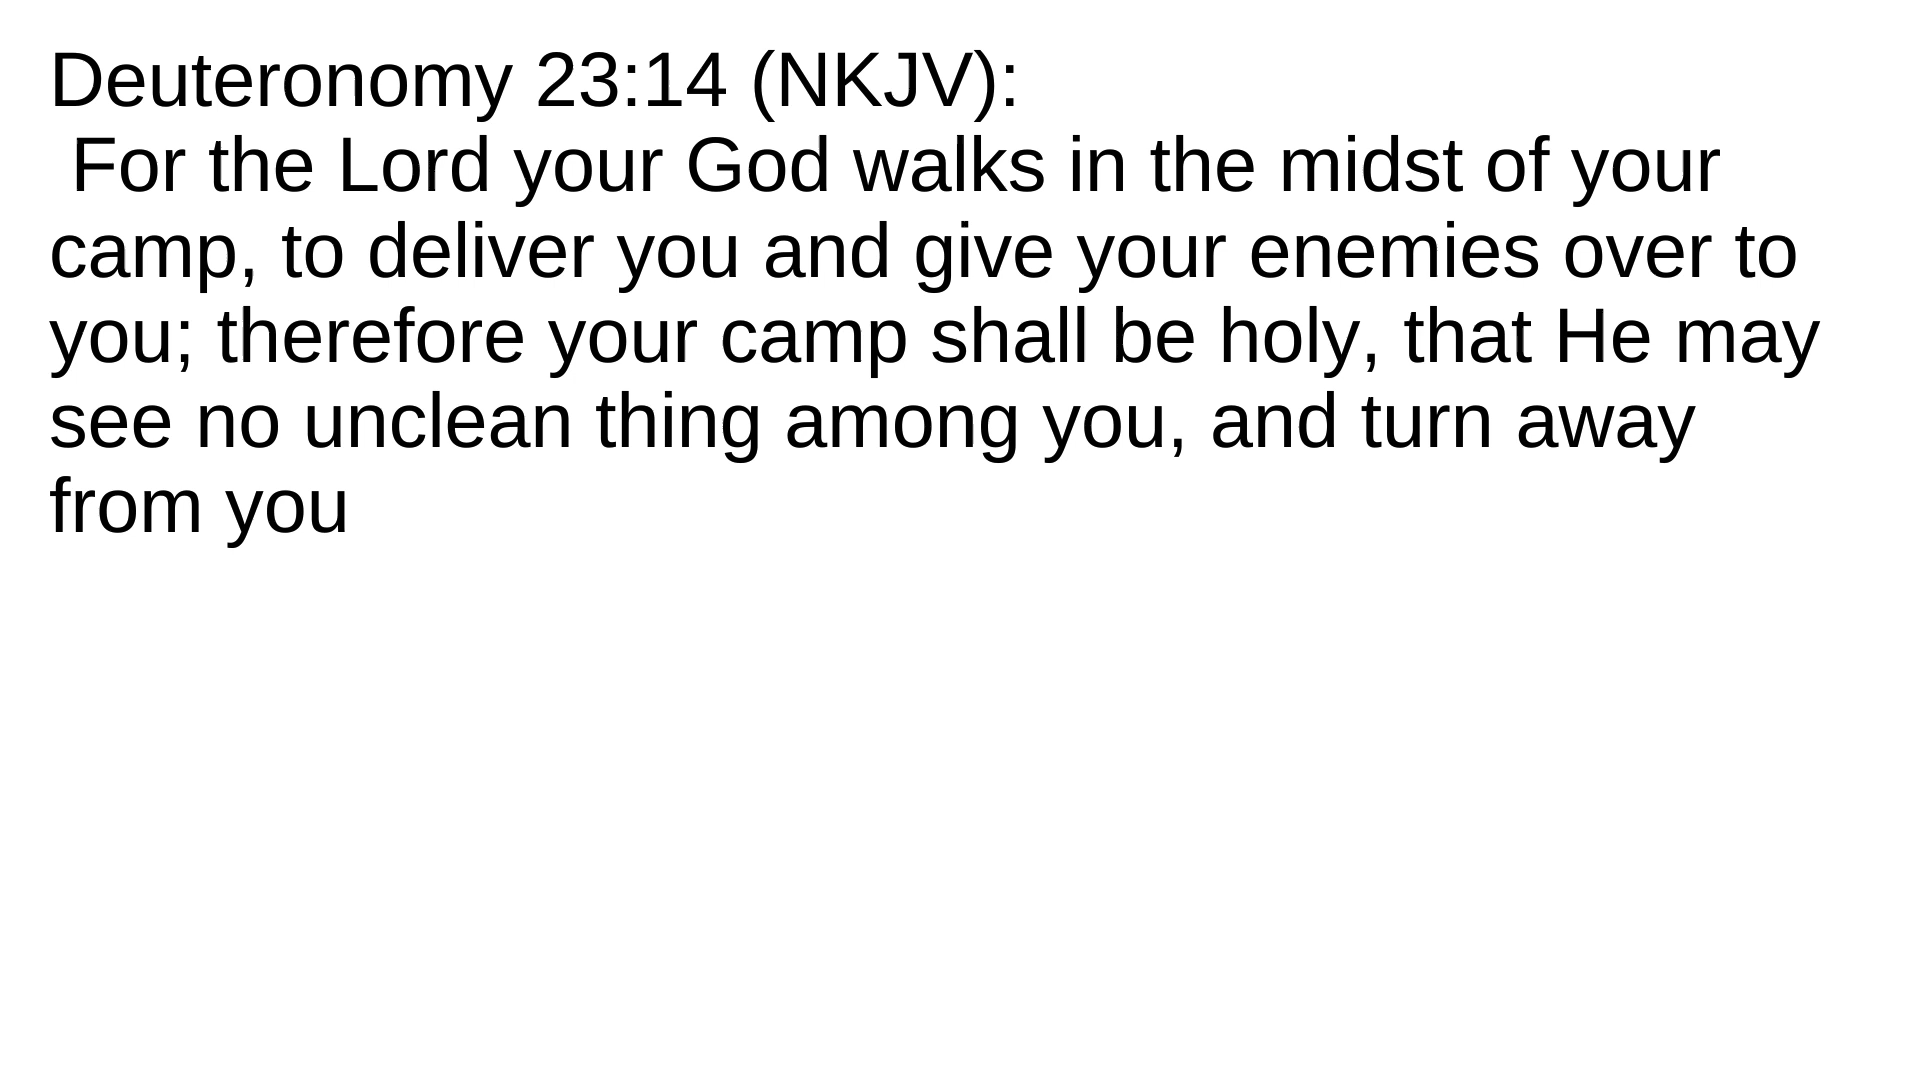 Deuteronomy 23:14 (NKJV):
For the Lord your God walks in the midst of your
camp, to deliver you and give your enemies over to
you; therefore your camp shall be holy, that He may
see no unclean thing among you, and turn away
from you